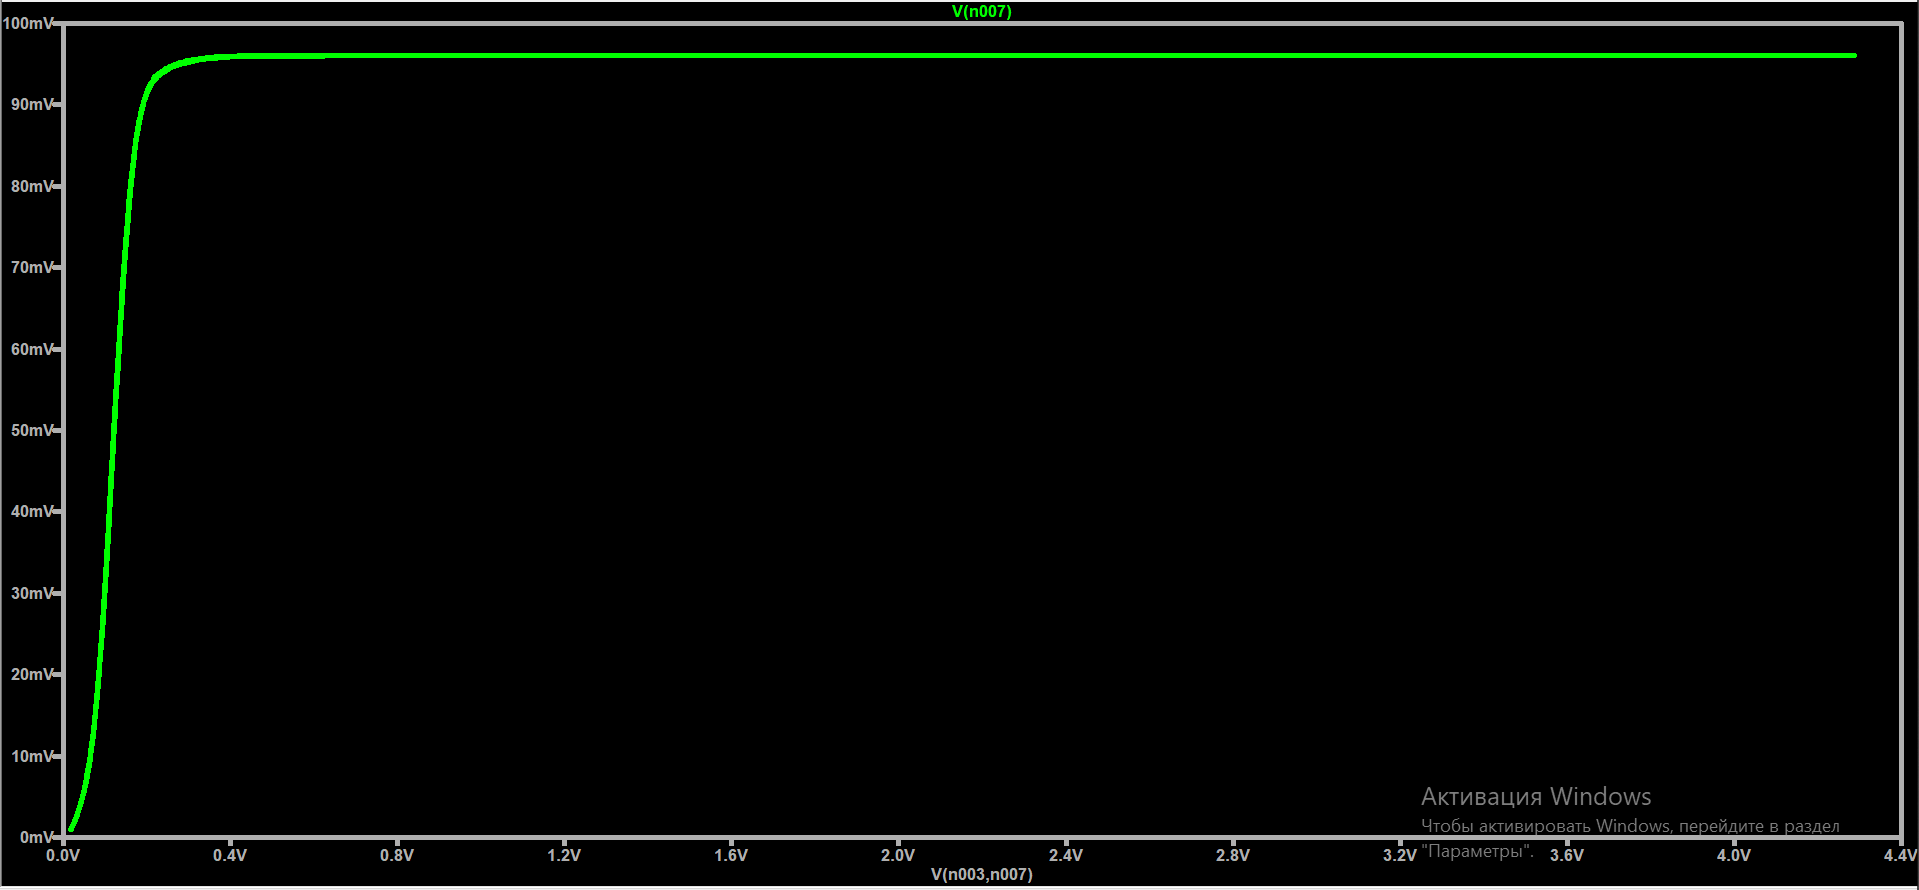 V(n007)
100mV
90mV
80mV
70mV
60mV
50mV
40mV
30mV
20mV
10mV
0mV
0.0V 0.4V 0.8V 1.2V 1.6V 2.0V 2.4V 2.8V 3.2V 3.6V 4.0V 4.4V
V(n003,n007)
Активация Windows
Чтобы активировать Windows, перейдите в раздел
"Параметры".